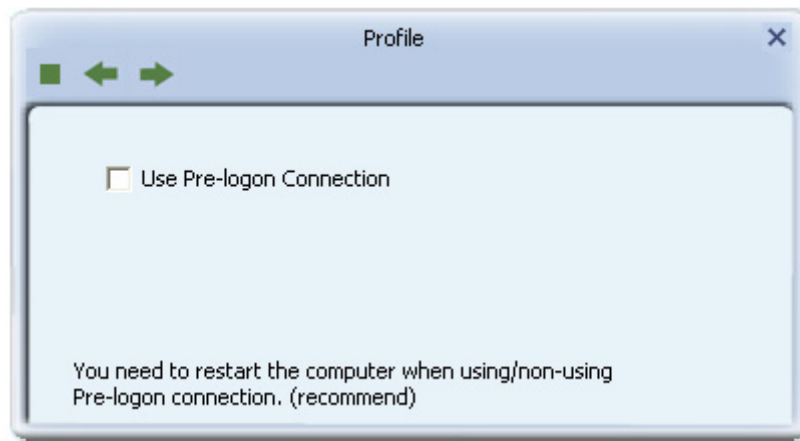 Profile
Use Pre-logon Connection
You need to restart the computer when using/non-using
Pre-logon connection. (recommend)